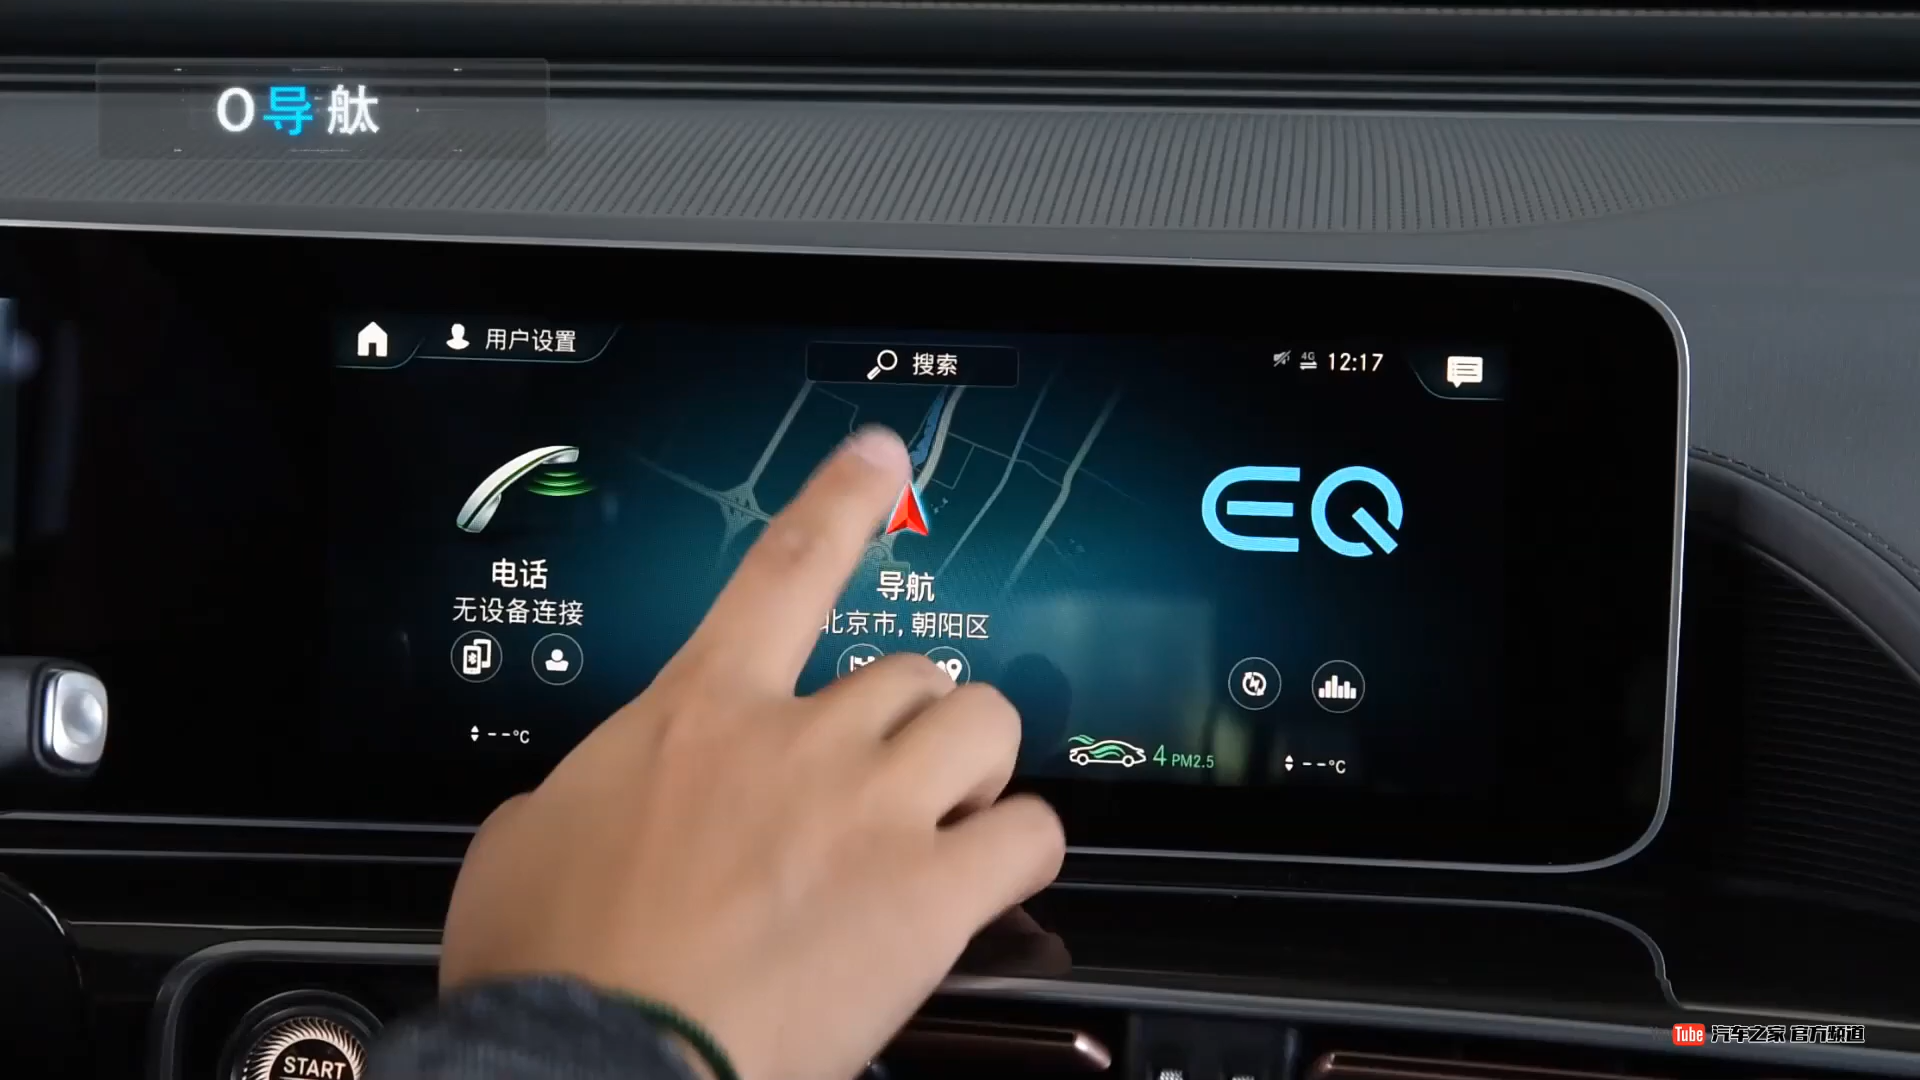 O导航
用户设置
搜索
4G
12:17
EQ
电话
无设备连接
导航
北京市, 朝阳区
--°C
4 PM2.5
--°C
START
Tube 汽车之家 官方频道